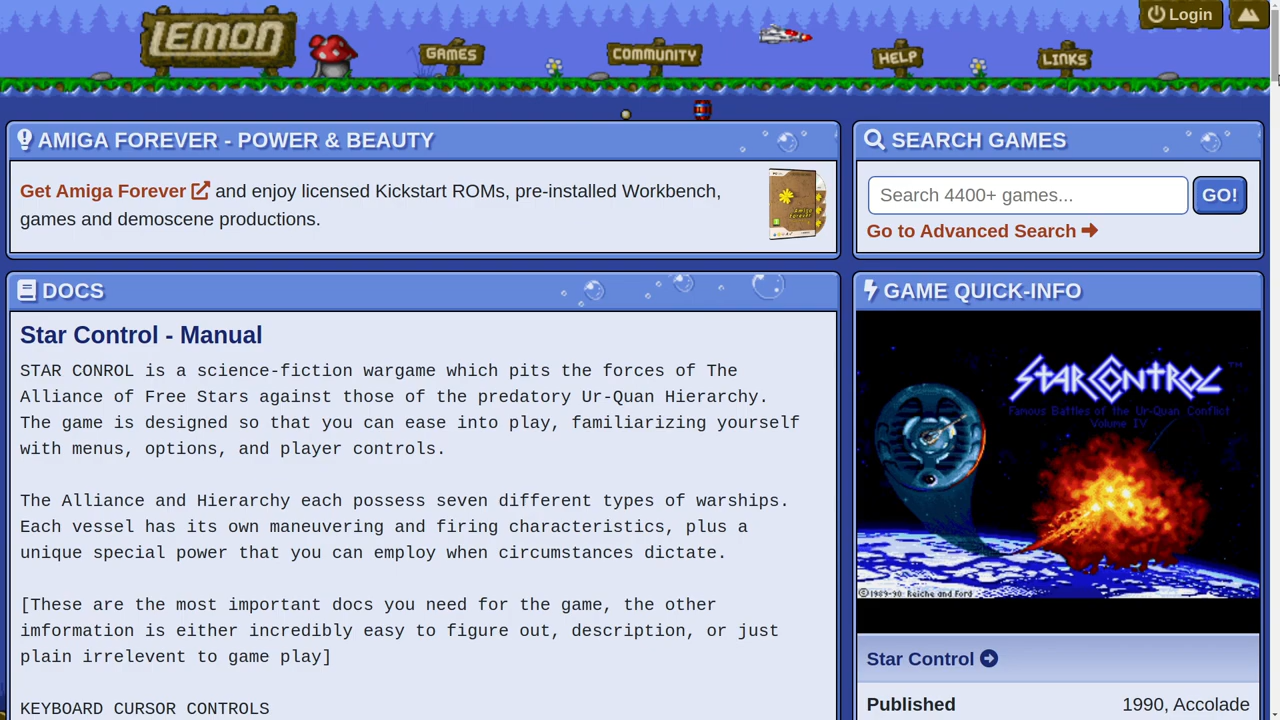 LEMON
GAMES
COMMUNITY
HELP
LINKS
Login
AMIGA FOREVER - POWER & BEAUTY
Get Amiga Forever and enjoy licensed Kickstart ROMs, pre-installed Workbench,
games and demoscene productions.
SEARCH GAMES
Search 4400+ games...
GO!
Go to Advanced Search
DOCS
Star Control - Manual
STAR CONROL is a science-fiction wargame which pits the forces of The
Alliance of Free Stars against those of the predatory Ur-Quan Hierarchy.
The game is designed so that you can ease into play, familiarizing yourself
with menus, options, and player controls.
The Alliance and Hierarchy each possess seven different types of warships.
Each vessel has its own maneuvering and firing characteristics, plus a
unique special power that you can employ when circumstances dictate.
[These are the most important docs you need for the game, the other
imformation is either incredibly easy to figure out, description, or just
plain irrelevent to game play]
KEYBOARD CURSOR CONTROLS
GAME QUICK-INFO
STAR CONTROL™
Famous Battles of the Ur-Quan Conflict
Volume IV
©1989-90 Reiche and Ford
Star Control
Published 1990, Accolade